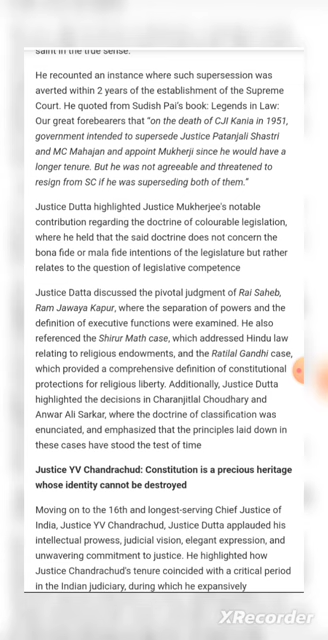 saint in the true sense.
He recounted an instance where such supersession was
averted within 2 years of the establishment of the Supreme
Court. He quoted from Sudish Pai's book: Legends in Law:
Our great forebearers that “on the death of CJI Kania in 1951,
government intended to supersede Justice Patanjali Shastri
and MC Mahajan and appoint Mukherji since he would have a
longer tenure. But he was not agreeable and threatened to
resign from SC if he was superseding both of them.”
Justice Dutta highlighted Justice Mukherjee's notable
contribution regarding the doctrine of colourable legislation,
where he held that the said doctrine does not concern the
bona fide or mala fide intentions of the legislature but rather
relates to the question of legislative competence
Justice Datta discussed the pivotal judgment of Rai Saheb,
Ram Jawaya Kapur, where the separation of powers and the
definition of executive functions were examined. He also
referenced the Shirur Math case, which addressed Hindu law
relating to religious endowments, and the Ratilal Gandhi case,
which provided a comprehensive definition of constitutional
protections for religious liberty. Additionally, Justice Dutta
highlighted the decisions in Charanjitlal Choudhary and
Anwar Ali Sarkar, where the doctrine of classification was
enunciated, and emphasized that the principles laid down in
these cases have stood the test of time
Justice YV Chandrachud: Constitution is a precious heritage
whose identity cannot be destroyed
Moving on to the 16th and longest-serving Chief Justice of
India, Justice YV Chandrachud, Justice Dutta applauded his
intellectual prowess, judicial vision, elegant expression, and
unwavering commitment to justice. He highlighted how
Justice Chandrachud's tenure coincided with a critical period
in the Indian judiciary, during which he expansively
XRecorder